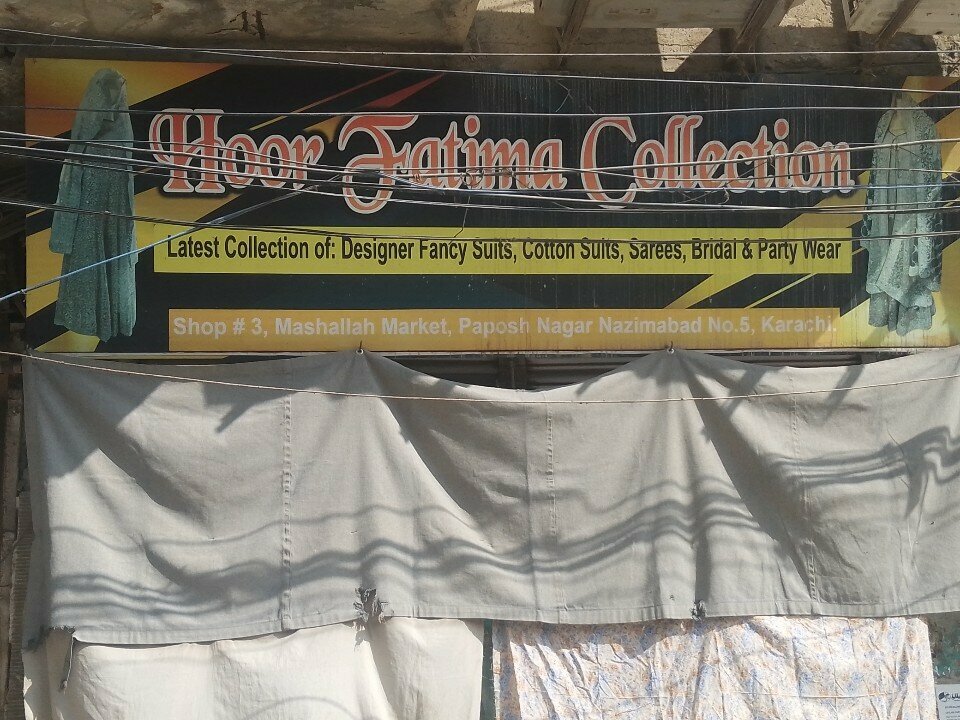 Hoor Fatima Collection
Latest Collection of: Designer Fancy Suits, Cotton Suits, Sarees, Bridal & Party Wear
Shop # 3, Mashallah Market, Paposh Nagar Nazimabad No.5, Karachi.